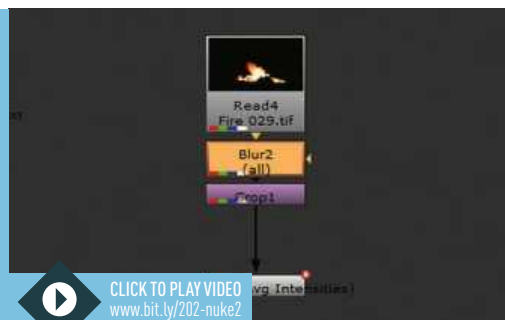 Read4
Fire 029.tif
Blur2
(all)
Crop1
vg Intensities)
CLICK TO PLAY VIDEO
www.bit.ly/202-nuke2